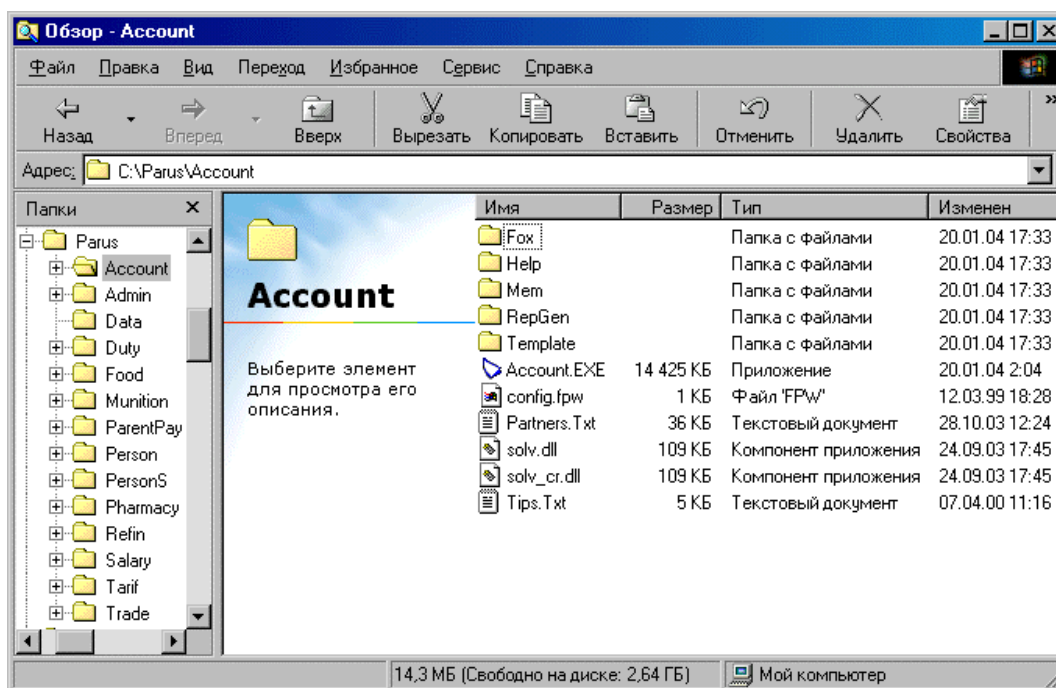 Обзор - Account
Файл Правка Вид Переход Избранное Сервис Справка
Назад Вперед Вверх Вырезать Копировать Вставить Отменить Удалить Свойства »
Адрес: C:\Parus\Account
Папки
Parus
Account
Admin
Data
Duty
Food
Munition
ParentPay
Person
PersonS
Pharmacy
Refin
Salary
Tarif
Trade
Account
Выберите элемент
для просмотра его
описания.
Имя Размер Тип Изменен
Fox Папка с файлами 20.01.04 17:33
Help Папка с файлами 20.01.04 17:33
Mem Папка с файлами 20.01.04 17:33
RepGen Папка с файлами 20.01.04 17:33
Template Папка с файлами 20.01.04 17:33
Account.EXE 14 425 КБ Приложение 20.01.04 2:04
config.fpw 1 КБ Файл "FPW" 12.03.99 18:28
Partners.Txt 36 КБ Текстовый документ 28.10.03 12:24
solv.dll 109 КБ Компонент приложения 24.09.03 17:45
solv_cr.dll 109 КБ Компонент приложения 24.09.03 17:45
Tips.Txt 5 КБ Текстовый документ 07.04.00 11:16
14,3 МБ (Свободно на диске: 2,64 ГБ) Мой компьютер